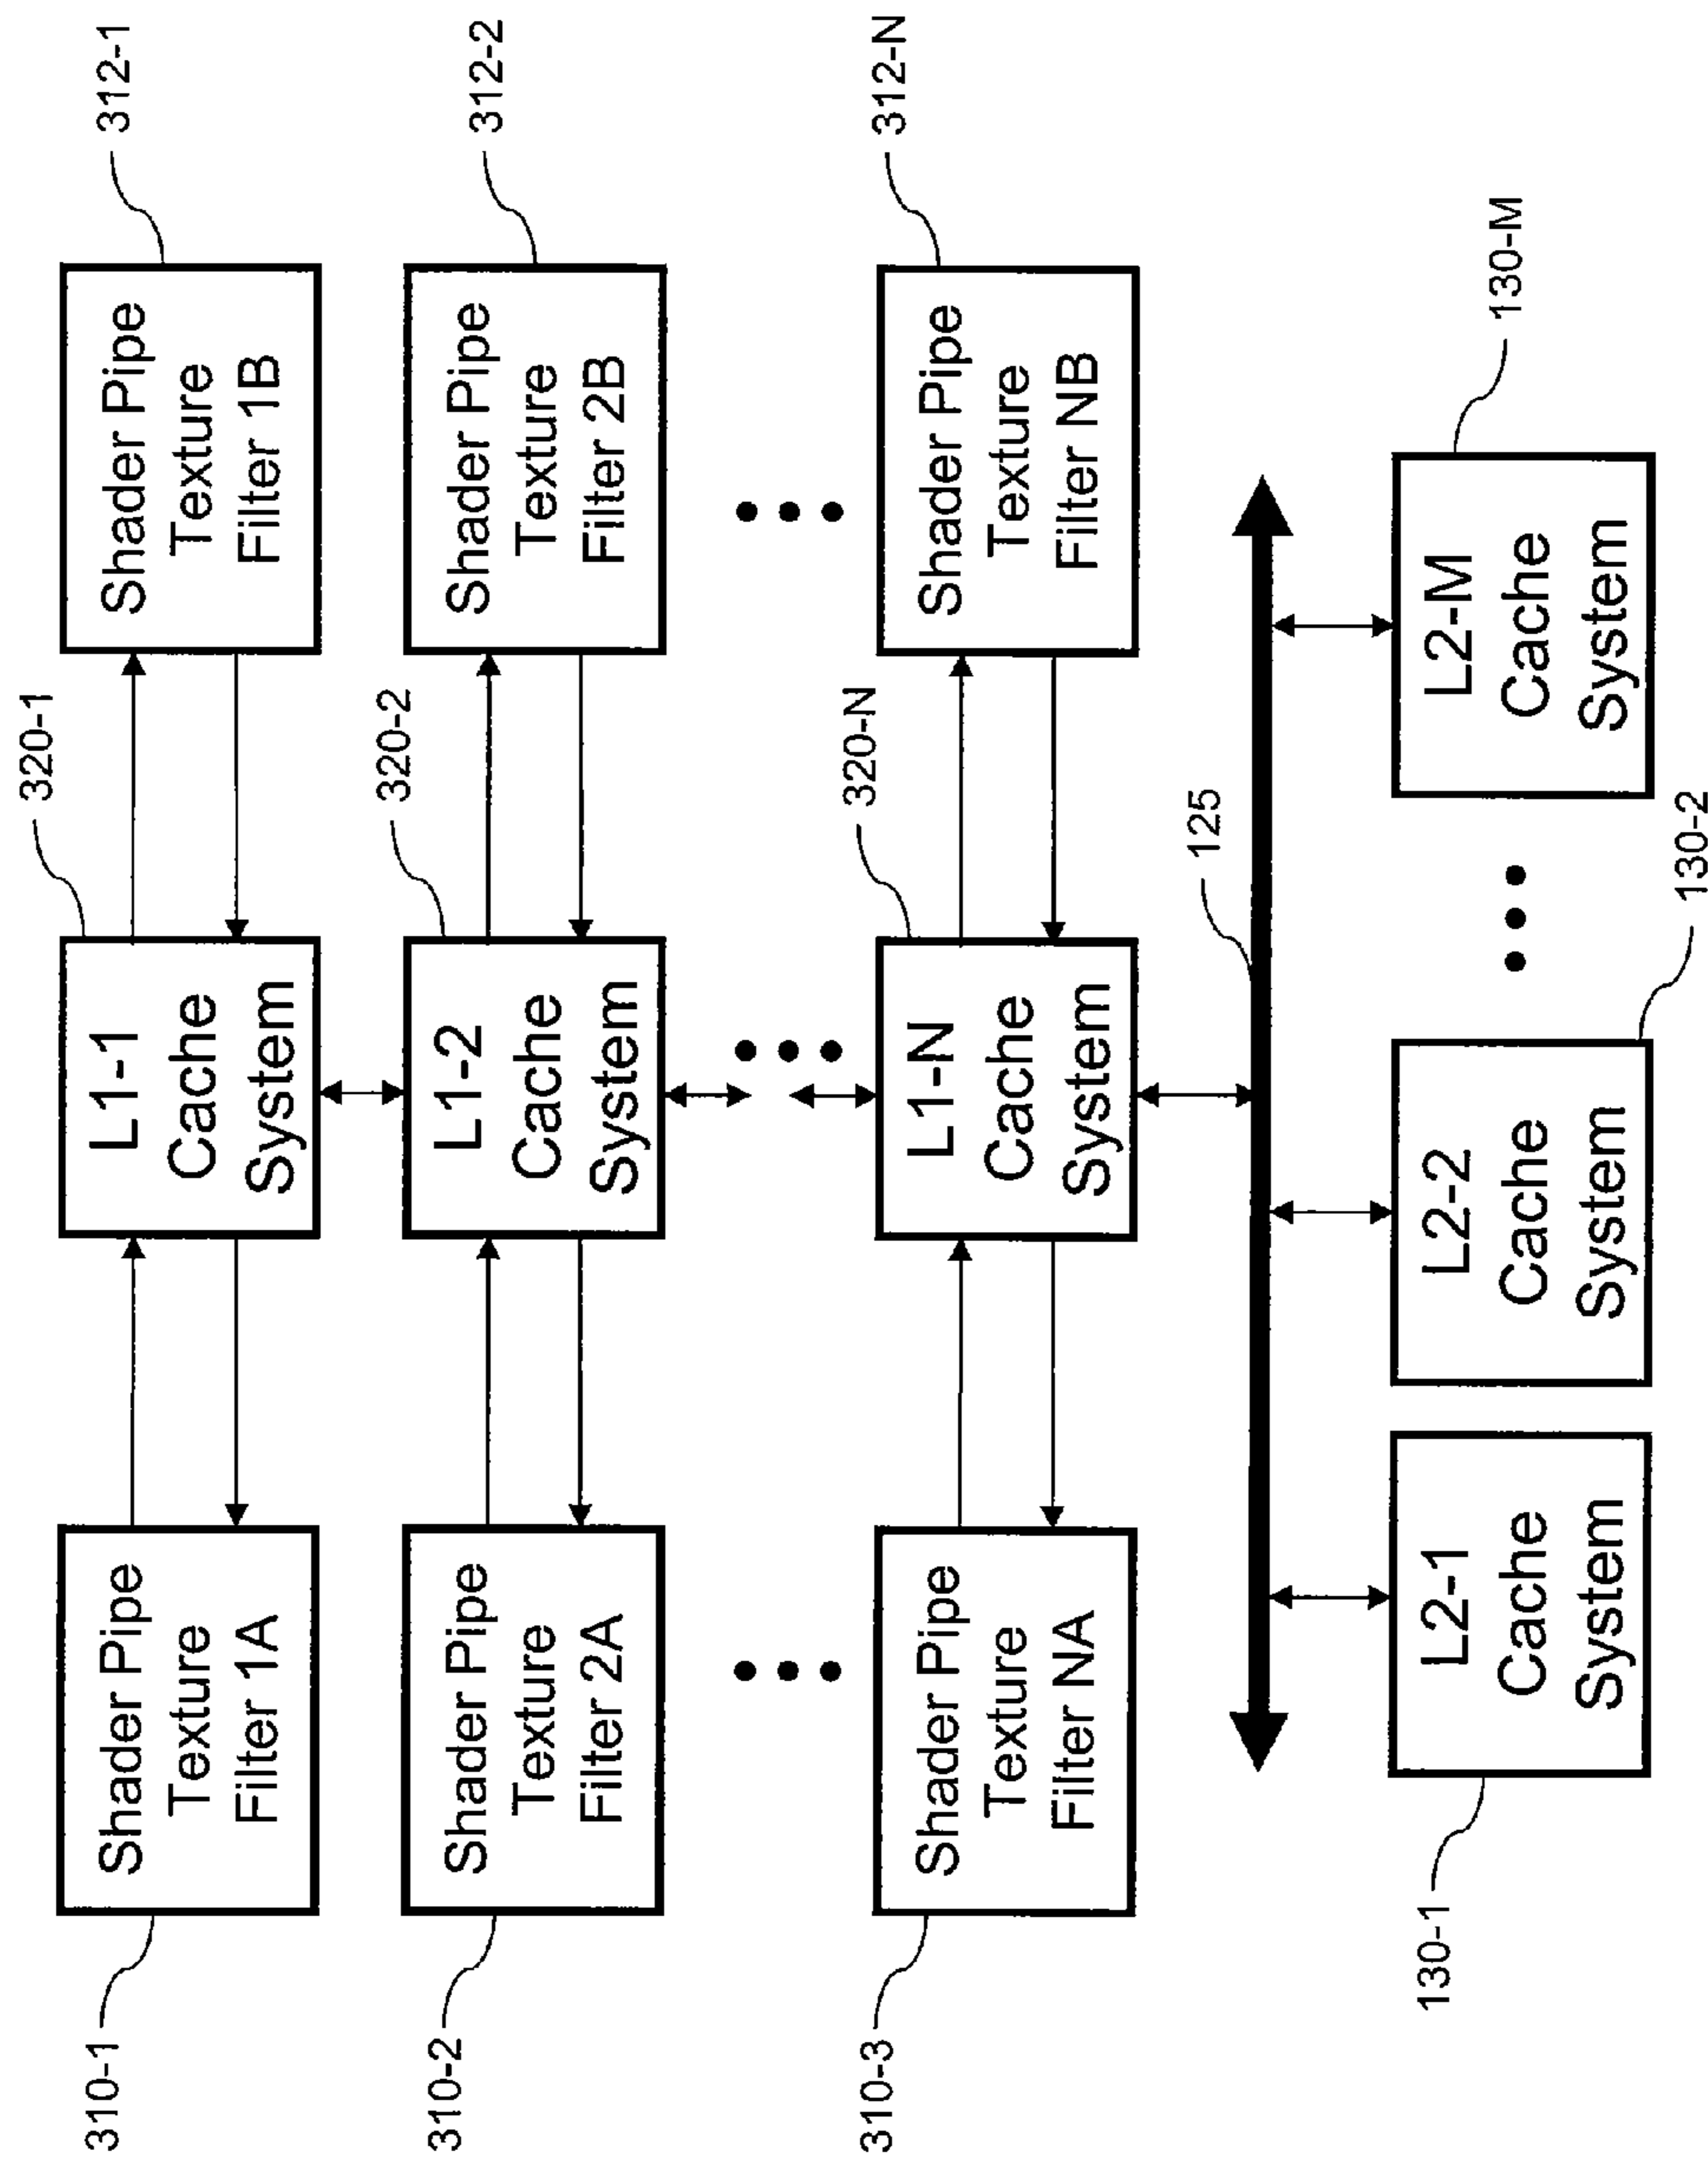 312-1
312-2
312-N
Shader Pipe
Texture
Filter 1B
Shader Pipe
Texture
Filter 2B
Shader Pipe
Texture
Filter NB
130-M
320-1
320-2
320-N
125
L2-M
Cache
System
130-2
L1-1
Cache
System
L1-2
Cache
System
L1-N
Cache
System
L2-2
Cache
System
Shader Pipe
Texture
Filter 1A
Shader Pipe
Texture
Filter 2A
Shader Pipe
Texture
Filter NA
L2-1
Cache
System
310-1
310-2
310-3
130-1